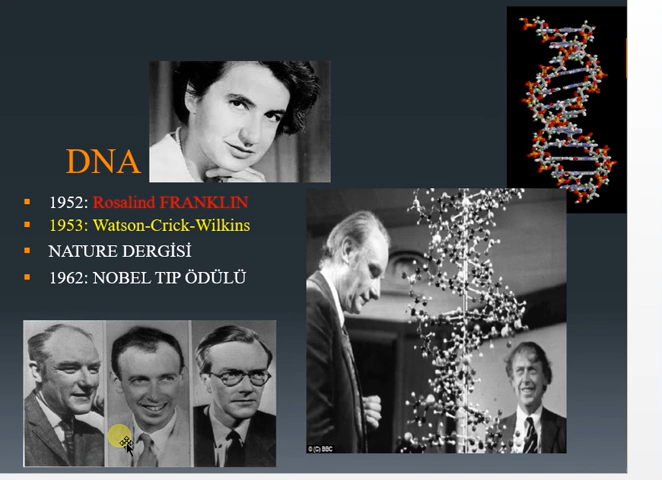 DNA
1952: Rosalind FRANKLIN
1953: Watson-Crick-Wilkins
NATURE DERGİSİ
1962: NOBEL TIP ÖDÜLÜ
© (C) BBC